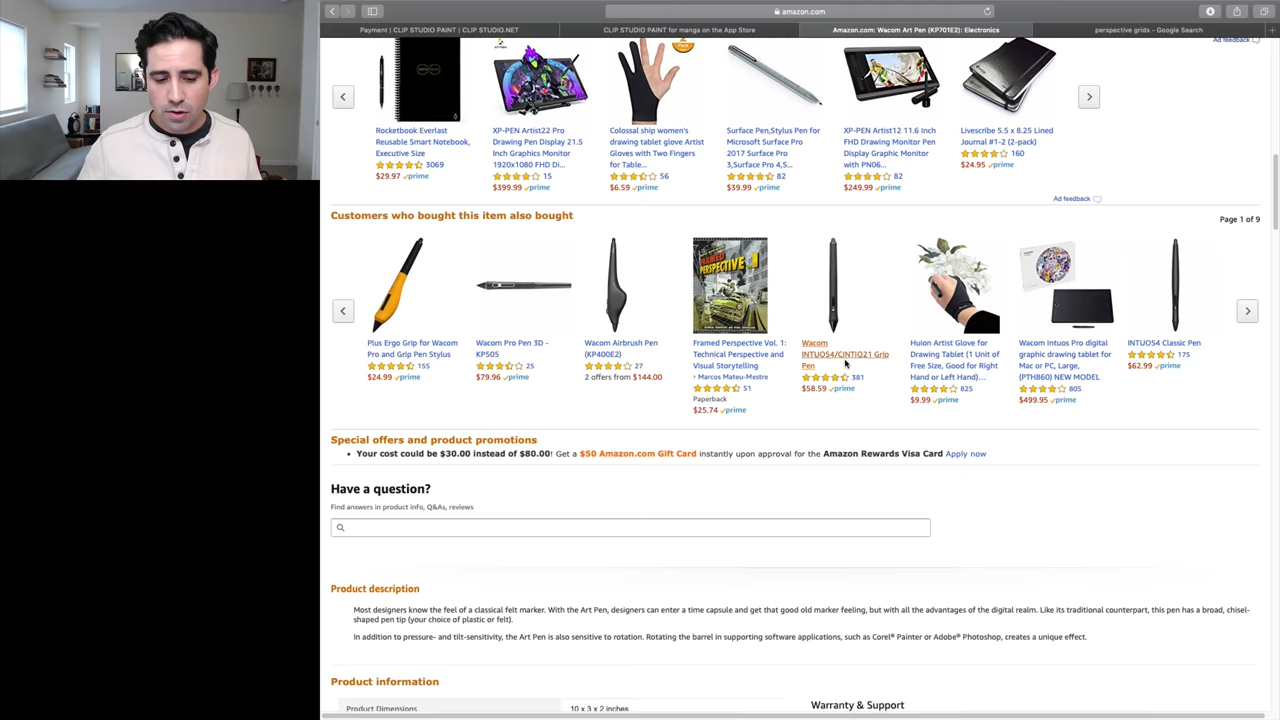 amazon.com
Payment | CLIP STUDIO PAINT | CLIP STUDIO.NET
CLIP STUDIO PAINT for manga on the App Store
Amazon.com: Wacom Art Pen (KP701E2): Electronics
perspective grids - Google Search
Ad feedback
Rocketbook Everlast
Reusable Smart Notebook,
Executive Size
3069
$29.97 prime
XP-PEN Artist22 Pro
Drawing Pen Display 21.5
Inch Graphics Monitor
1920x1080 FHD Di...
15
$399.99 prime
Colossal ship women's
drawing tablet glove Artist
Gloves with Two Fingers
for Table...
56
$6.59 prime
Surface Pen,Stylus Pen for
Microsoft Surface Pro
2017 Surface Pro
3,Surface Pro 4,S...
82
$39.99 prime
XP-PEN Artist12 11.6 Inch
FHD Drawing Monitor Pen
Display Graphic Monitor
with PN06...
82
$249.99 prime
Livescribe 5.5 x 8.25 Lined
Journal #1-2 (2-pack)
160
$24.95 prime
Ad feedback
Customers who bought this item also bought
Page 1 of 9
FRAMED
PERSPECTIVE VOL.1
Plus Ergo Grip for Wacom
Pro and Grip Pen Stylus
155
$24.99 prime
Wacom Pro Pen 3D -
KP505
25
$79.96 prime
Wacom Airbrush Pen
(KP400E2)
27
2 offers from $144.00
Framed Perspective Vol. 1:
Technical Perspective and
Visual Storytelling
› Marcos Mateu-Mestre
51
Paperback
$25.74 prime
Wacom
INTUOS4/CINTIQ21 Grip
Pen
381
$58.59 prime
Huion Artist Glove for
Drawing Tablet (1 Unit of
Free Size, Good for Right
Hand or Left Hand)...
825
$9.99 prime
Wacom Intuos Pro digital
graphic drawing tablet for
Mac or PC, Large,
(PTH860) NEW MODEL
805
$499.95 prime
INTUOS4 Classic Pen
175
$62.99 prime
Special offers and product promotions
• Your cost could be $30.00 instead of $80.00! Get a $50 Amazon.com Gift Card instantly upon approval for the Amazon Rewards Visa Card Apply now
Have a question?
Find answers in product info, Q&As, reviews
Product description
Most designers know the feel of a classical felt marker. With the Art Pen, designers can enter a time capsule and get that good old marker feeling, but with all the advantages of the digital realm. Like its traditional counterpart, this pen has a broad, chisel-
shaped pen tip (your choice of plastic or felt).
In addition to pressure- and tilt-sensitivity, the Art Pen is also sensitive to rotation. Rotating the barrel in supporting software applications, such as Corel® Painter or Adobe® Photoshop, creates a unique effect.
Product information
Product Dimensions
10 x 3 x 2 inches
Warranty & Support